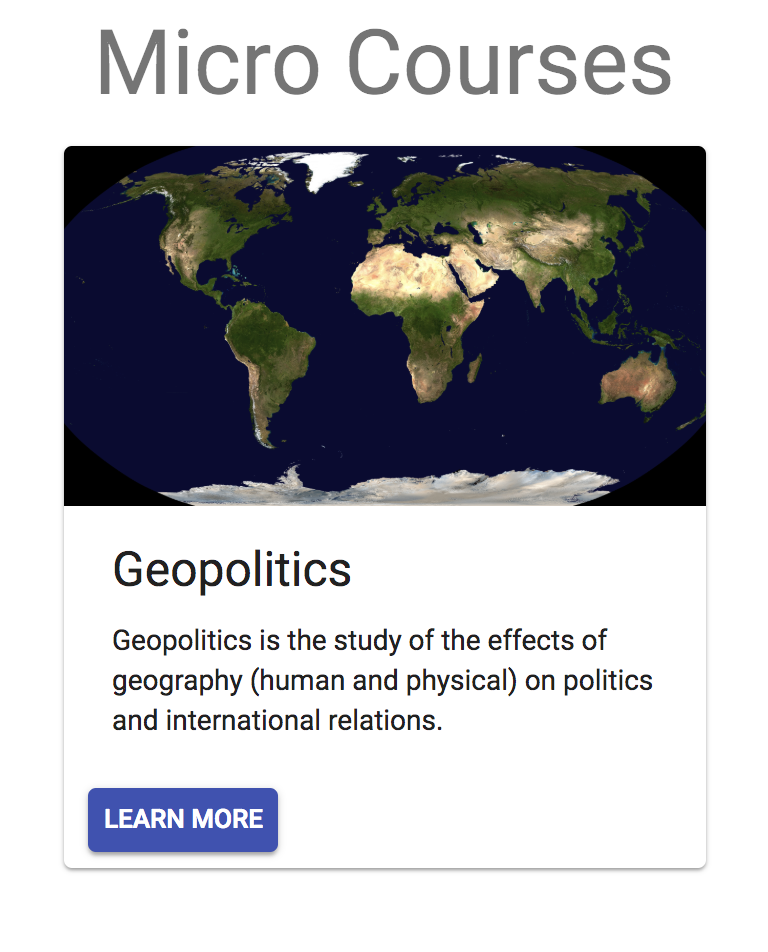 Micro Courses
Geopolitics
Geopolitics is the study of the effects of
geography (human and physical) on politics
and international relations.
LEARN MORE